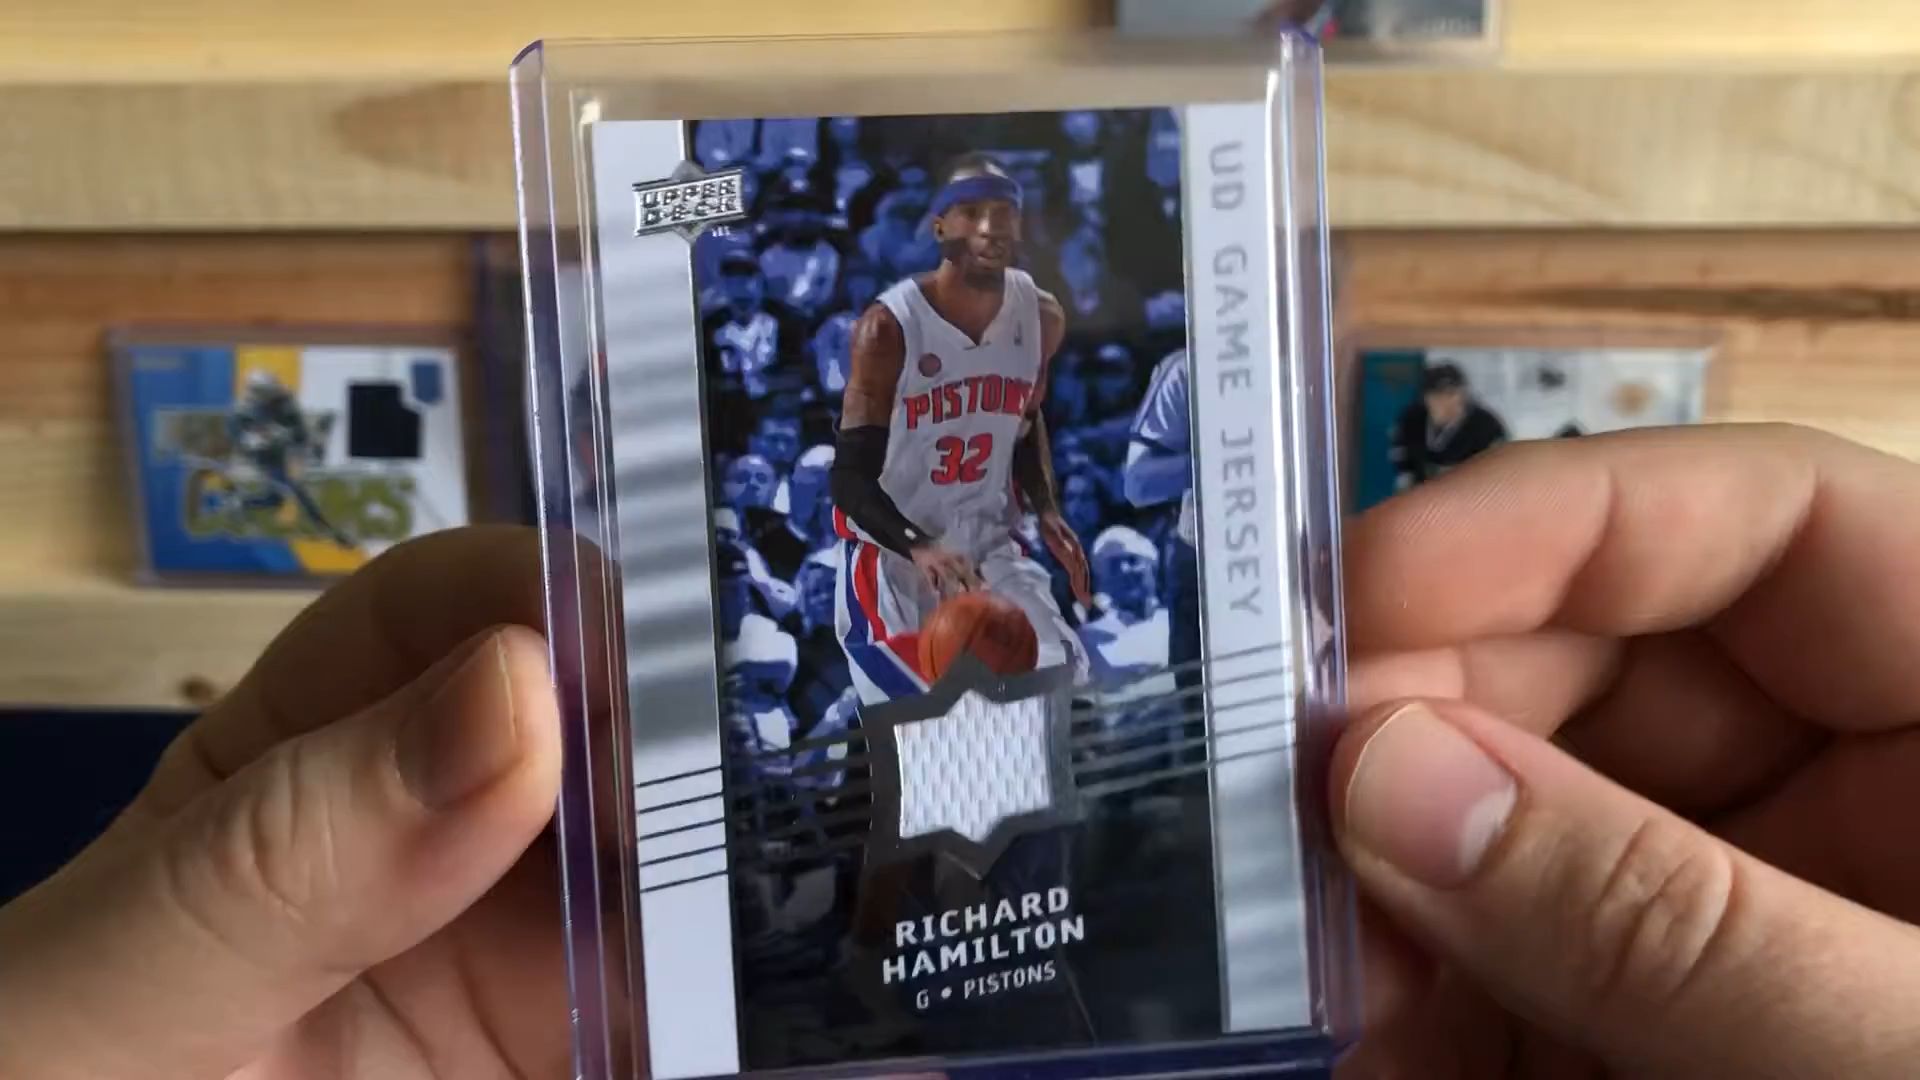 UPPER
DECK
UD GAME JERSEY
PISTONS
32
RICHARD
HAMILTON
G • PISTONS